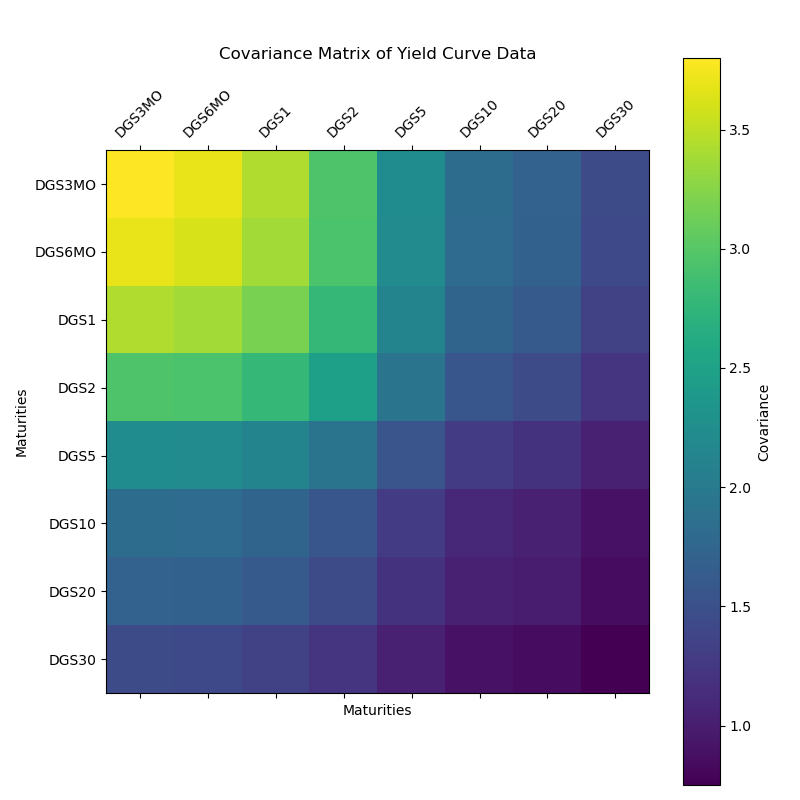 Covariance Matrix of Yield Curve Data
DGS3MO
DGS6MO
DGS1
DGS2
DGS5
DGS10
DGS20
DGS30
DGS3MO
DGS6MO
DGS1
DGS2
DGS5
DGS10
DGS20
DGS30
Maturities
Maturities
3.5
3.0
2.5
2.0
1.5
1.0
Covariance